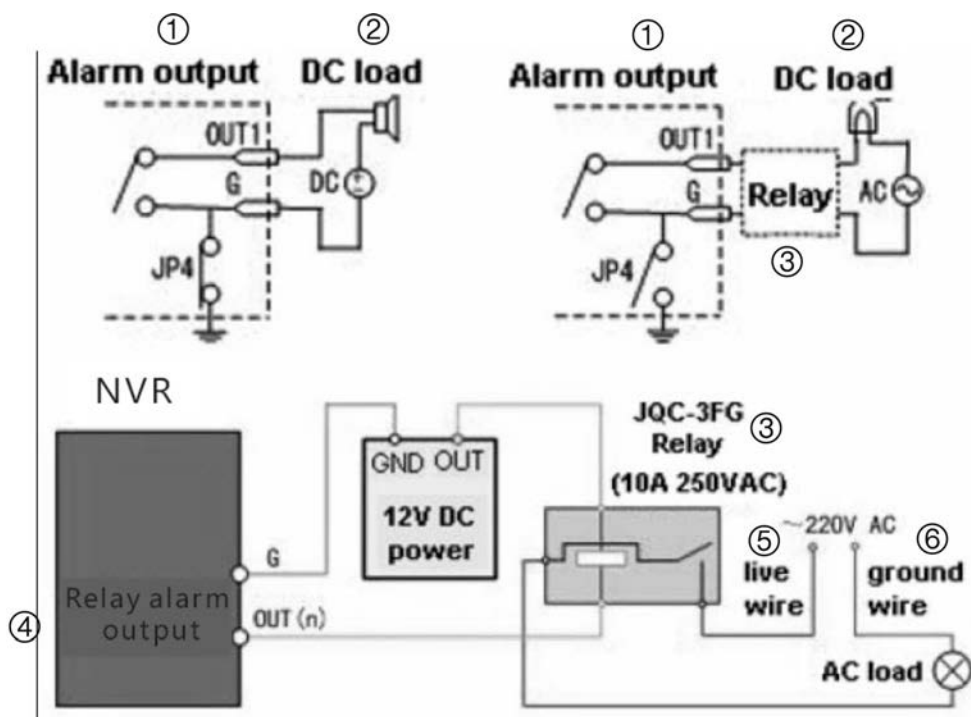 ① ② ① ②
Alarm output DC load Alarm output DC load
OUT1 OUT1
G DC G Relay AC
JP4 JP4 ③
NVR
JQC-3FG ③
Relay
(10A 250VAC)
GND OUT
12V DC
power
⑤ ~220V AC ⑥
live ground
wire wire
G
Relay alarm
output
④ OUT(n)
AC load